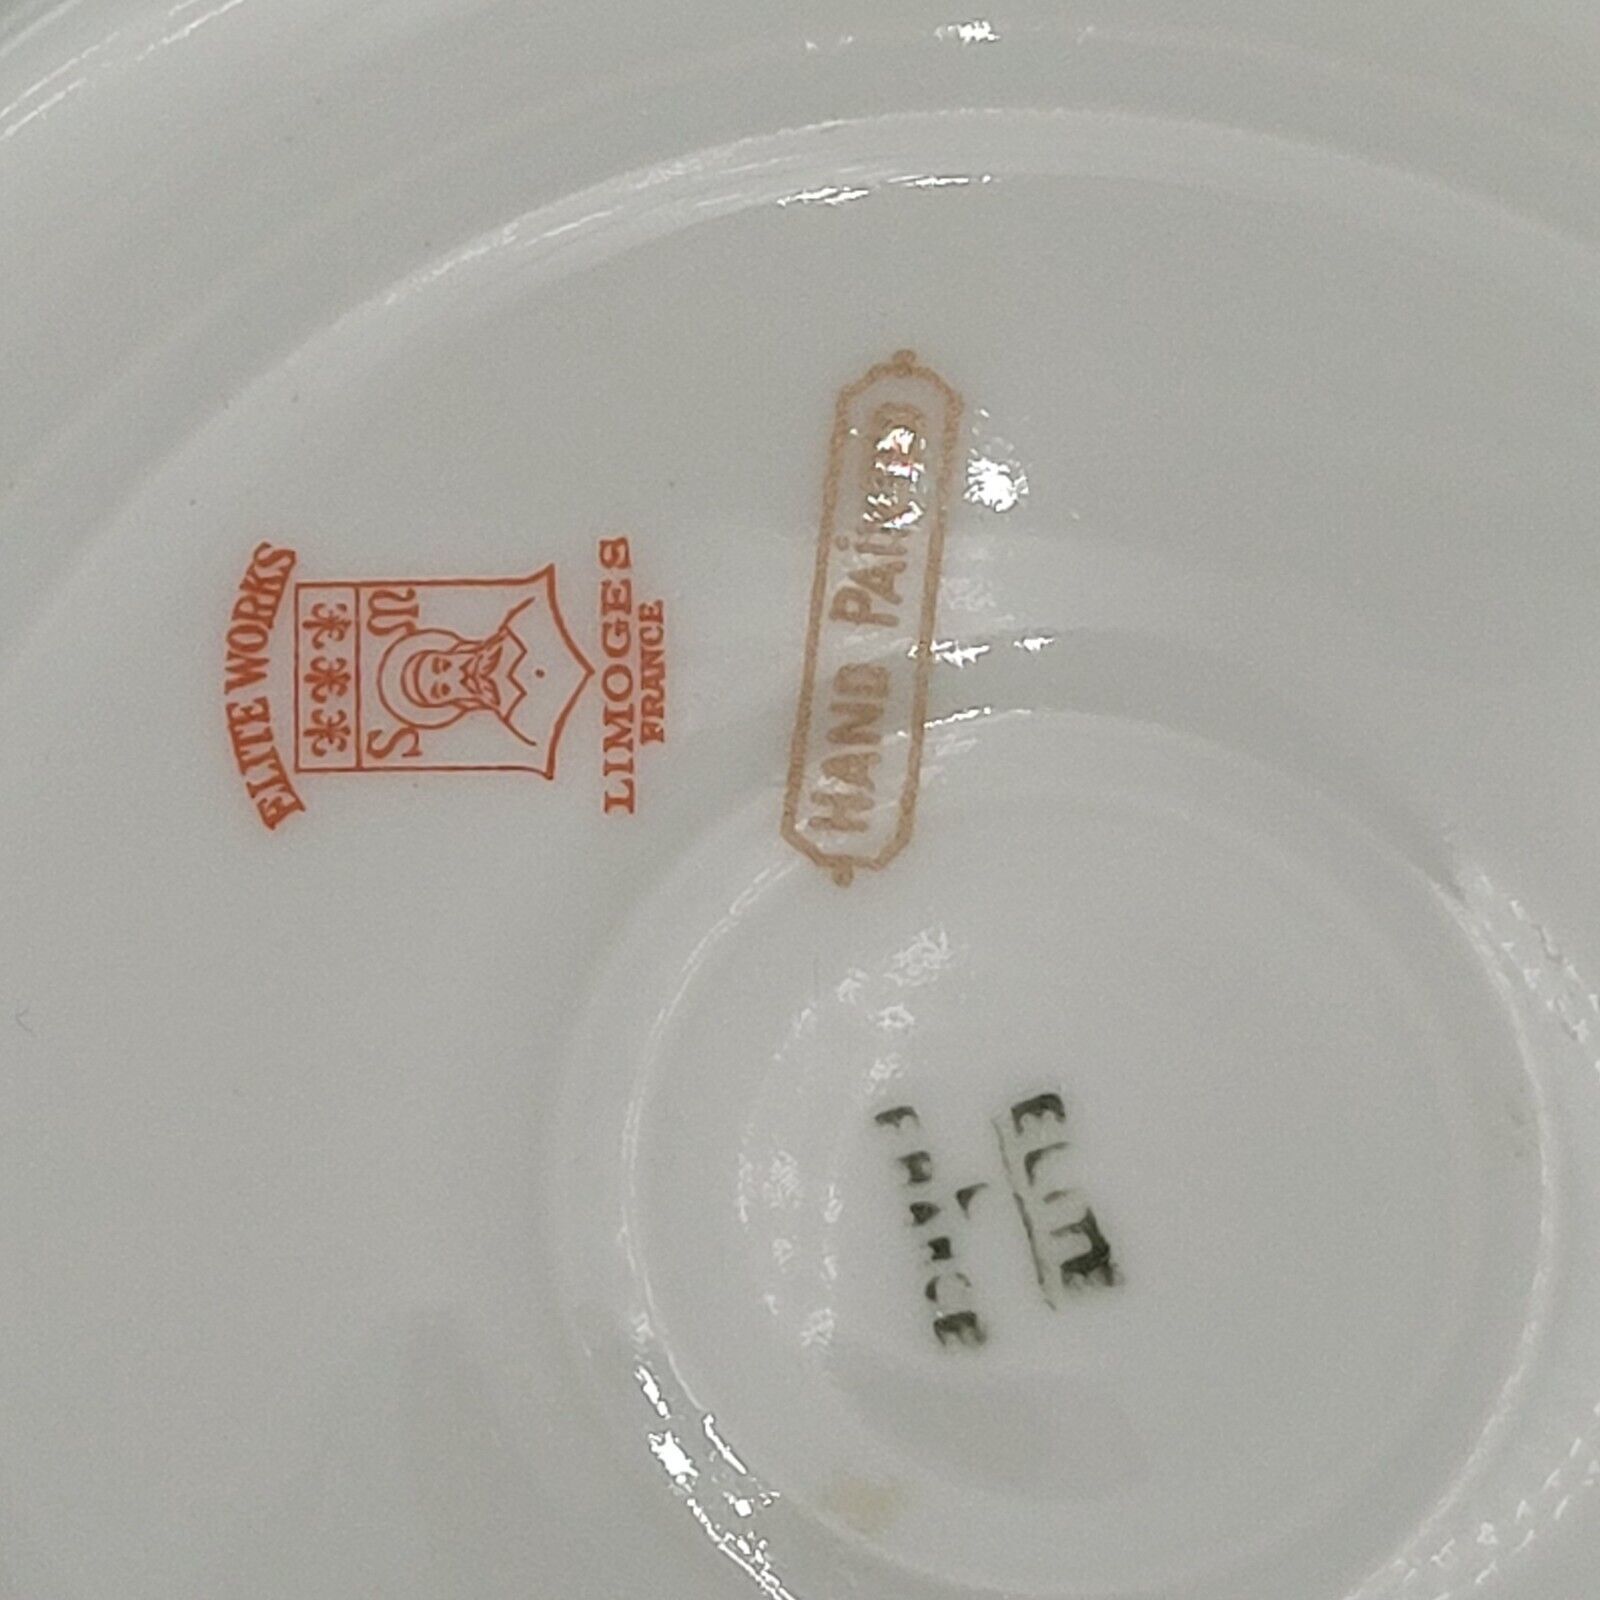 ELITE WORKS
S M
LIMOGES
FRANCE
HAND PAINTED
ELITE
L
FRANCE